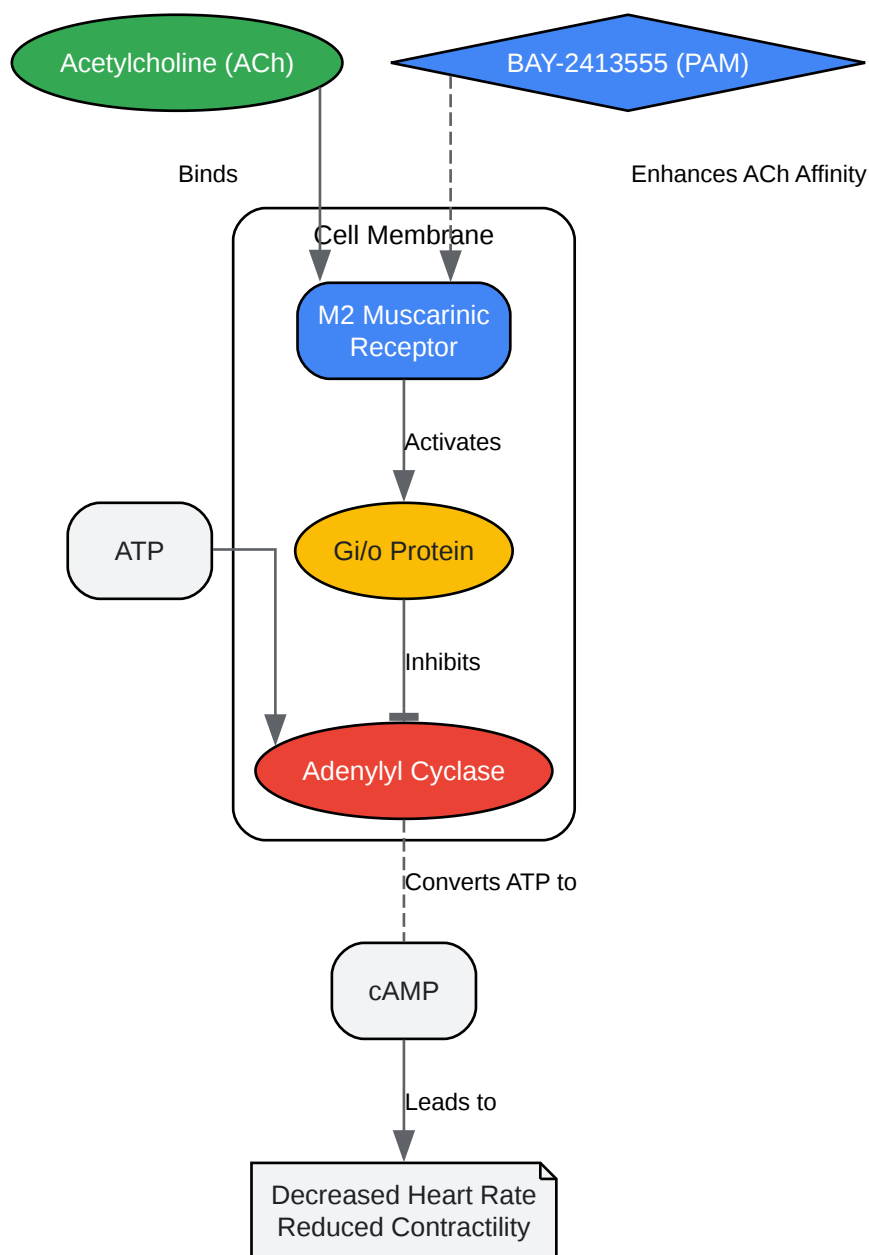 Acetylcholine (ACh)
BAY-2413555 (PAM)
Binds
Enhances ACh Affinity
Cell Membrane
M2 Muscarinic
Receptor
Activates
ATP
Gi/o Protein
Inhibits
Adenylyl Cyclase
Converts ATP to
cAMP
Leads to
Decreased Heart Rate
Reduced Contractility